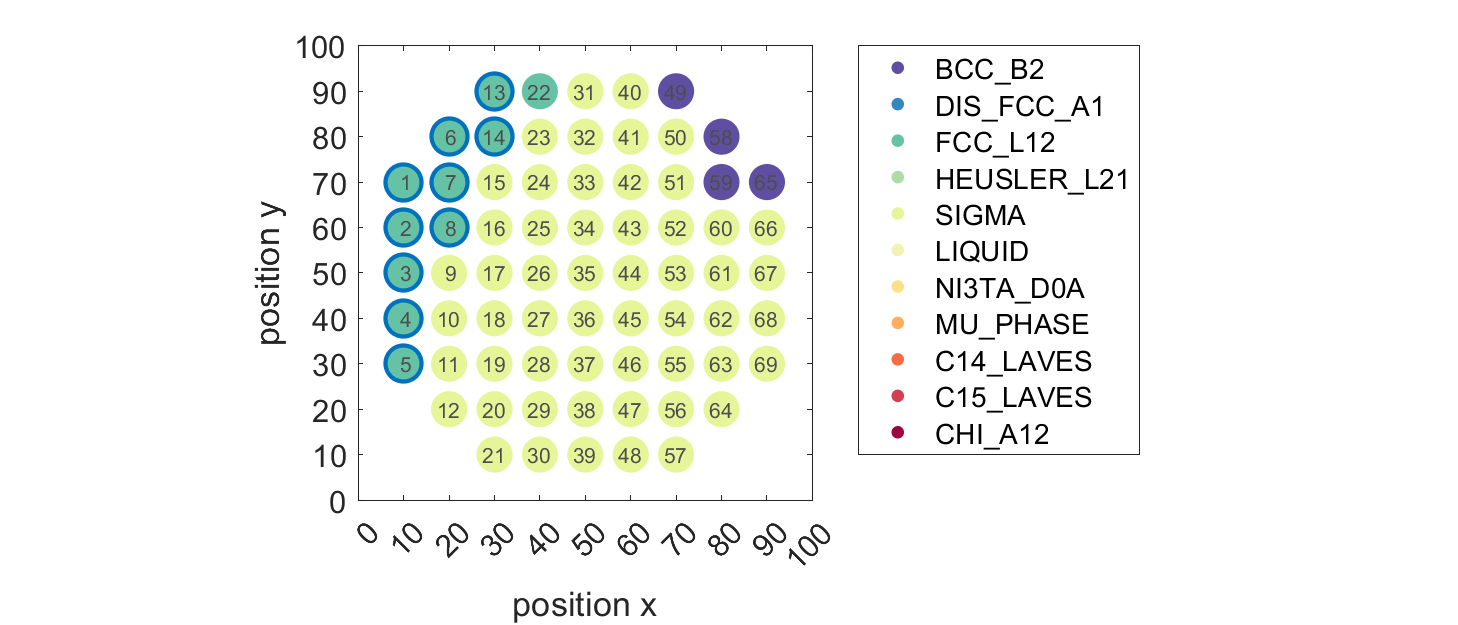 100
90
80
70
60
50
40
30
20
10
0
position y
13 22 31 40 49
6 14 23 32 41 50 58
1 7 15 24 33 42 51 59 65
2 8 16 25 34 43 52 60 66
3 9 17 26 35 44 53 61 67
4 10 18 27 36 45 54 62 68
5 11 19 28 37 46 55 63 69
12 20 29 38 47 56 64
21 30 39 48 57
0 10 20 30 40 50 60 70 80 90 100
position x
BCC_B2
DIS_FCC_A1
FCC_L12
HEUSLER_L21
SIGMA
LIQUID
NI3TA_D0A
MU_PHASE
C14_LAVES
C15_LAVES
CHI_A12